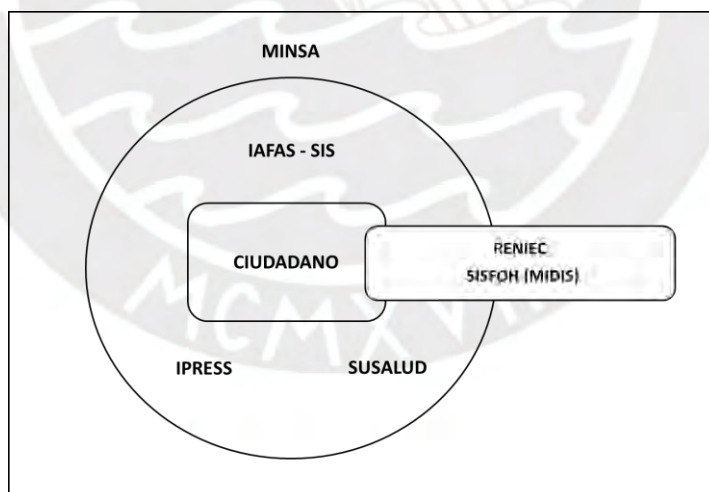 MINSA
IAFAS - SIS
CIUDADANO
RENIEC
SISFOH (MIDIS)
IPRESS
SUSALUD